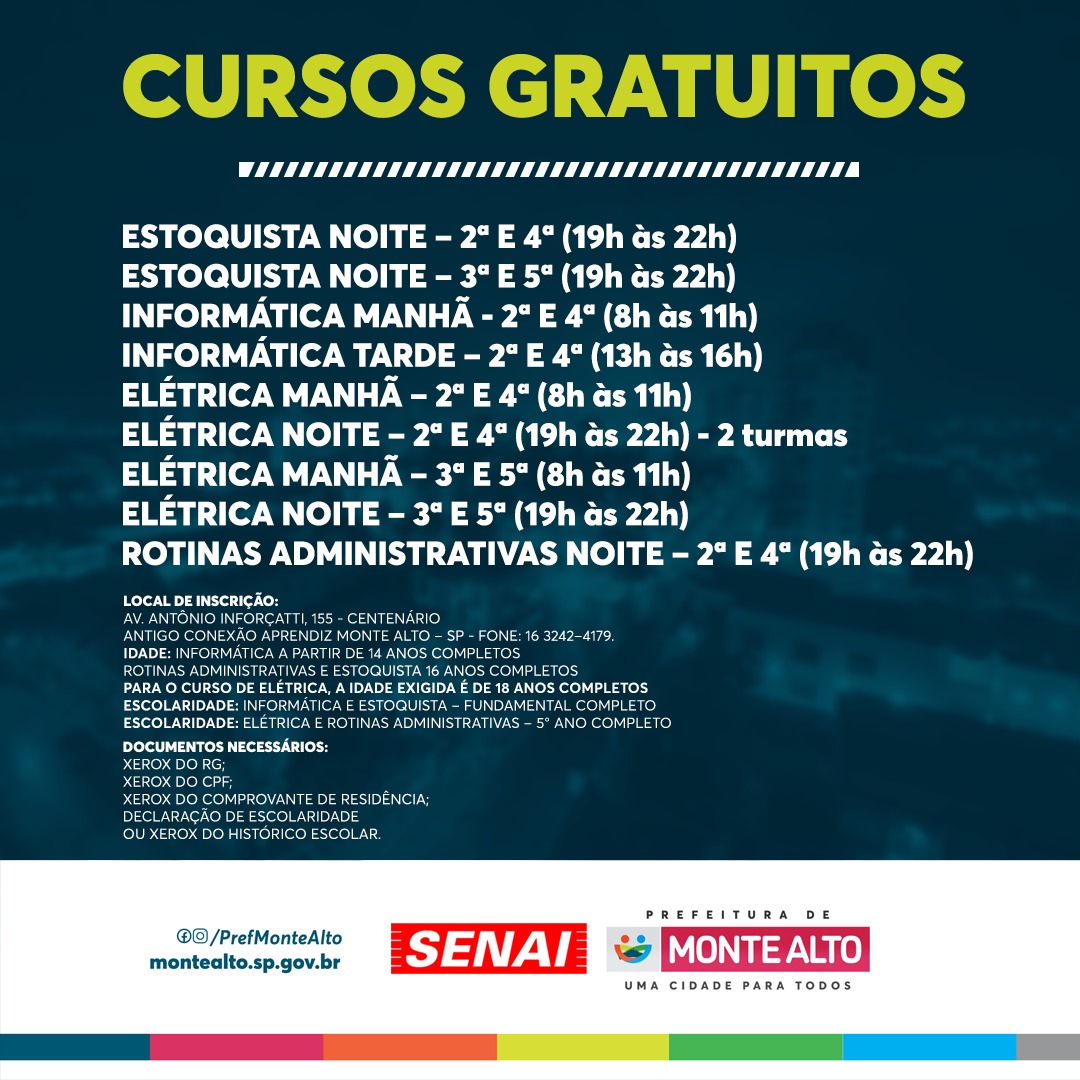 CURSOS GRATUITOS
ESTOQUISTA NOITE – 2ª E 4ª (19h às 22h)
ESTOQUISTA NOITE – 3ª E 5ª (19h às 22h)
INFORMÁTICA MANHÃ - 2ª E 4ª (8h às 11h)
INFORMÁTICA TARDE – 2ª E 4ª (13h às 16h)
ELÉTRICA MANHÃ – 2ª E 4ª (8h às 11h)
ELÉTRICA NOITE – 2ª E 4ª (19h às 22h) - 2 turmas
ELÉTRICA MANHÃ – 3ª E 5ª (8h às 11h)
ELÉTRICA NOITE – 3ª E 5ª (19h às 22h)
ROTINAS ADMINISTRATIVAS NOITE – 2ª E 4ª (19h às 22h)
LOCAL DE INSCRIÇÃO:
AV. ANTÔNIO INFORÇATTI, 155 - CENTENÁRIO
ANTIGO CONEXÃO APRENDIZ MONTE ALTO – SP - FONE: 16 3242–4179.
IDADE: INFORMÁTICA A PARTIR DE 14 ANOS COMPLETOS
ROTINAS ADMINISTRATIVAS E ESTOQUISTA 16 ANOS COMPLETOS
PARA O CURSO DE ELÉTRICA, A IDADE EXIGIDA É DE 18 ANOS COMPLETOS
ESCOLARIDADE: INFORMÁTICA E ESTOQUISTA – FUNDAMENTAL COMPLETO
ESCOLARIDADE: ELÉTRICA E ROTINAS ADMINISTRATIVAS – 5° ANO COMPLETO
DOCUMENTOS NECESSÁRIOS:
XEROX DO RG;
XEROX DO CPF;
XEROX DO COMPROVANTE DE RESIDÊNCIA;
DECLARAÇÃO DE ESCOLARIDADE
OU XEROX DO HISTÓRICO ESCOLAR.
/PrefMonteAlto
montealto.sp.gov.br
SENAI
PREFEITURA DE
MONTE ALTO
UMA CIDADE PARA TODOS